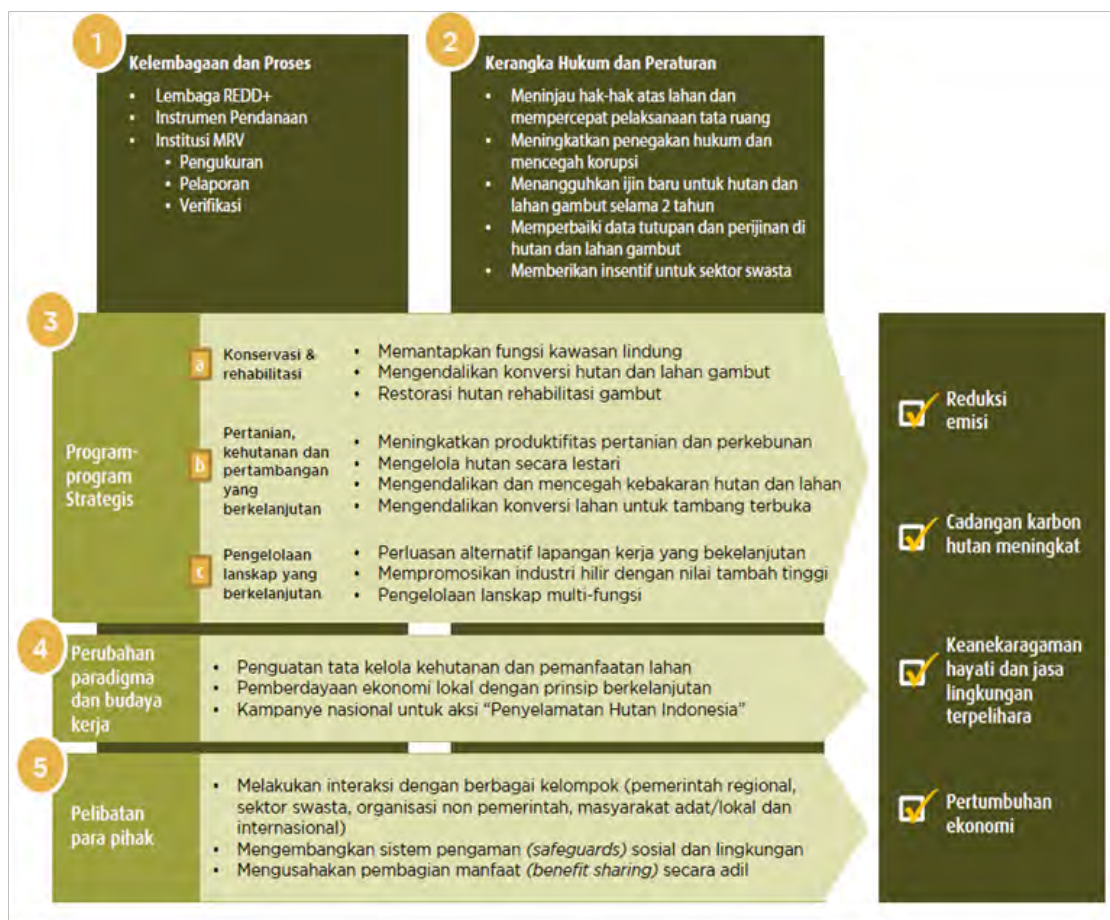 1
Kelembagaan dan Proses
• Lembaga REDD+
• Instrumen Pendanaan
• Institusi MRV
• Pengukuran
• Pelaporan
• Verifikasi
2
Kerangka Hukum dan Peraturan
• Meninjau hak-hak atas lahan dan
mempercepat pelaksanaan tata ruang
• Meningkatkan penegakan hukum dan
mencegah korupsi
• Menangguhkan ijin baru untuk hutan dan
lahan gambut selama 2 tahun
• Memperbaiki data tutupan dan perijinan di
hutan dan lahan gambut
• Memberikan insentif untuk sektor swasta
3
Program-
program
Strategis
a
Konservasi &
rehabilitasi
• Memantapkan fungsi kawasan lindung
• Mengendalikan konversi hutan dan lahan gambut
• Restorasi hutan rehabilitasi gambut
b
Pertanian,
kehutanan dan
pertambangan
yang
berkelanjutan
• Meningkatkan produktifitas pertanian dan perkebunan
• Mengelola hutan secara lestari
• Mengendalikan dan mencegah kebakaran hutan dan lahan
• Mengendalikan konversi lahan untuk tambang terbuka
c
Pengelolaan
lanskap yang
berkelanjutan
• Perluasan alternatif lapangan kerja yang bekelanjutan
• Mempromosikan industri hilir dengan nilai tambah tinggi
• Pengelolaan lanskap multi-fungsi
4
Perubahan
paradigma
dan budaya
kerja
• Penguatan tata kelola kehutanan dan pemanfaatan lahan
• Pemberdayaan ekonomi lokal dengan prinsip berkelanjutan
• Kampanye nasional untuk aksi “Penyelamatan Hutan Indonesia”
5
Pelibatan
para pihak
• Melakukan interaksi dengan berbagai kelompok (pemerintah regional,
sektor swasta, organisasi non pemerintah, masyarakat adat/lokal dan
internasional)
• Mengembangkan sistem pengaman (safeguards) sosial dan lingkungan
• Mengusahakan pembagian manfaat (benefit sharing) secara adil
Reduksi
emisi
Cadangan karbon
hutan meningkat
Keanekaragaman
hayati dan jasa
lingkungan
terpelihara
Pertumbuhan
ekonomi